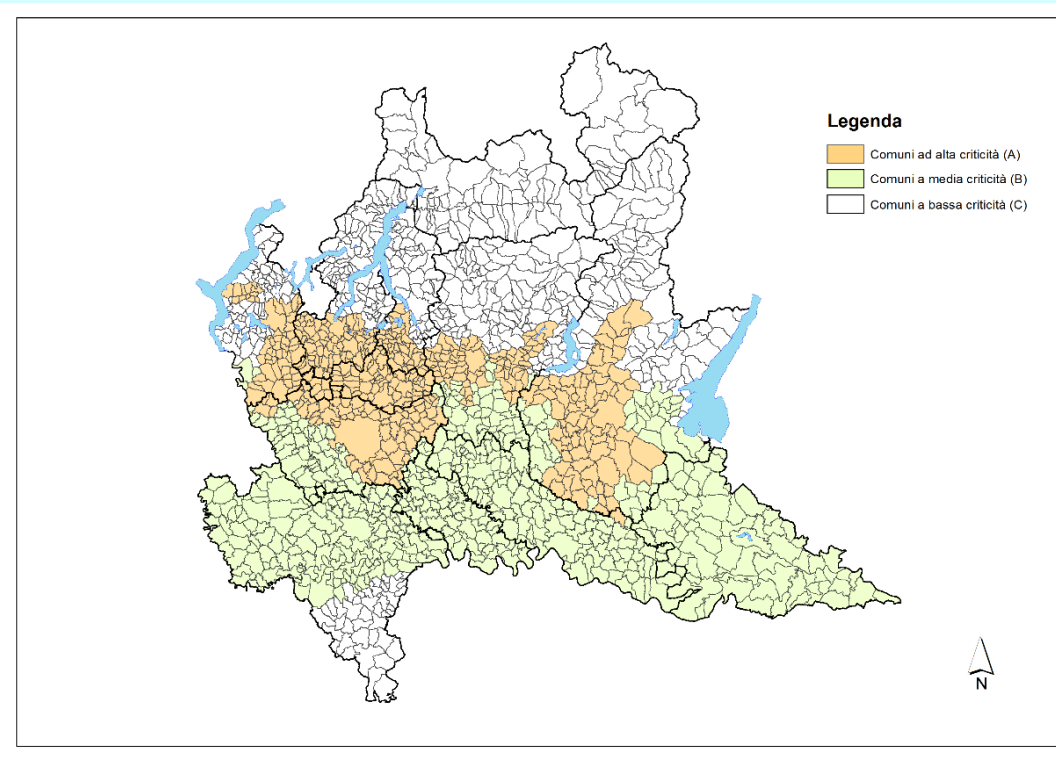 Legenda
Comuni ad alta criticità (A)
Comuni a media criticità (B)
Comuni a bassa criticità (C)
N